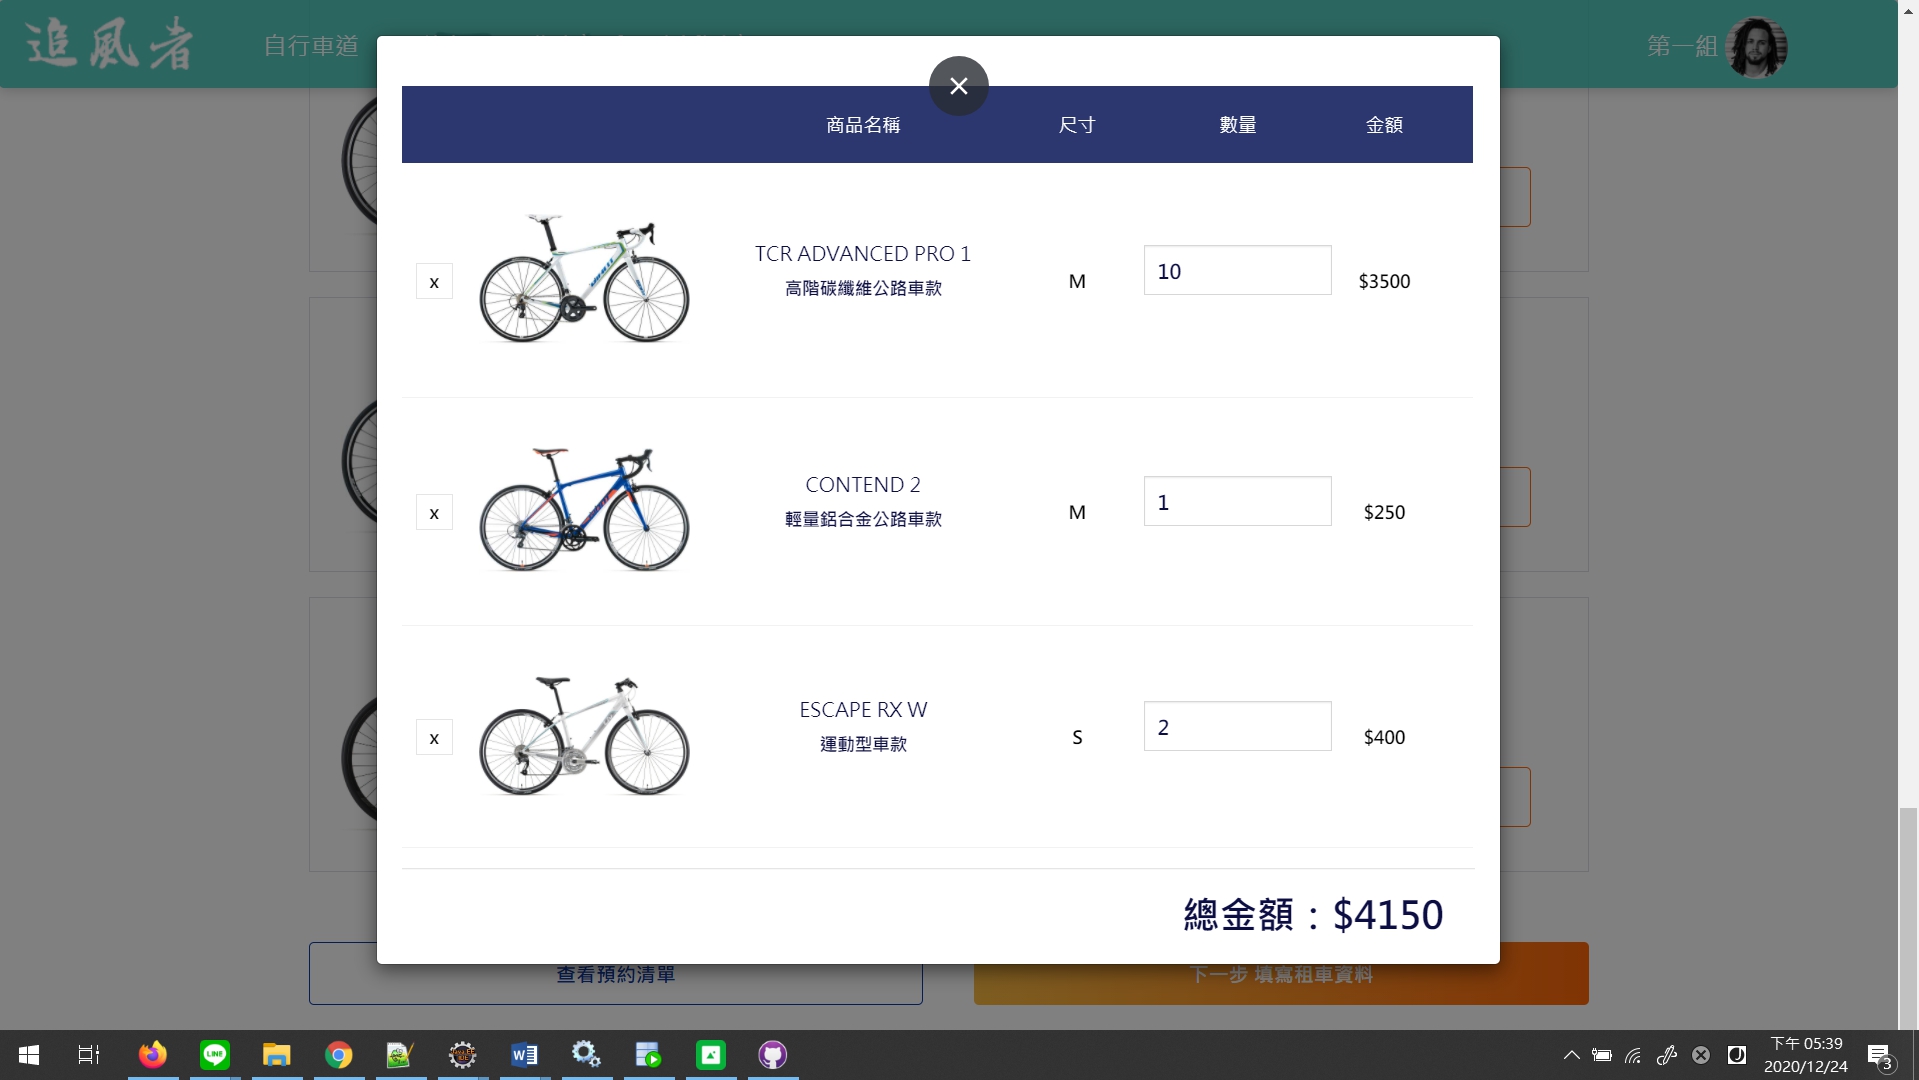 追風者
自行車道
第一組
商品名稱 尺寸 數量 金額
x TCR ADVANCED PRO 1
高階碳纖維公路車款
M 10 $3500
x CONTEND 2
輕量鋁合金公路車款
M 1 $250
x ESCAPE RX W
運動型車款
S 2 $400
總金額：$4150
查看預約清單
下一步 填寫租車資料
下午 05:39
2020/12/24
3